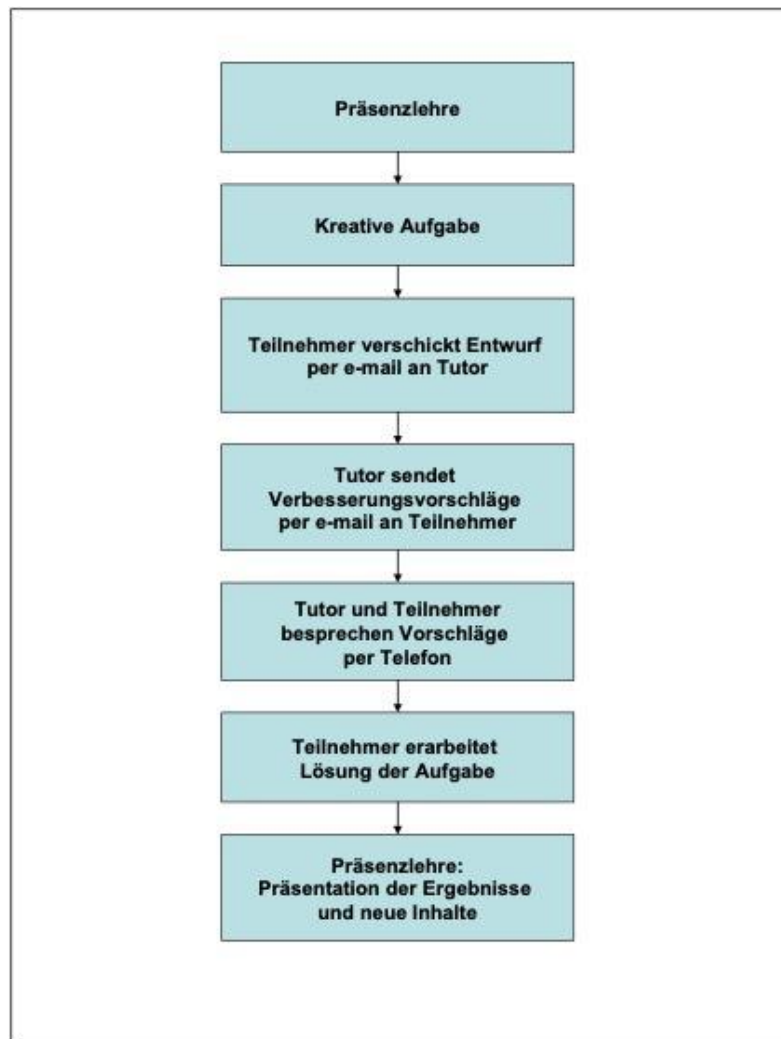 Präsenzlehre
Kreative Aufgabe
Teilnehmer verschickt Entwurf
per e-mail an Tutor
Tutor sendet
Verbesserungsvorschläge
per e-mail an Teilnehmer
Tutor und Teilnehmer
besprechen Vorschläge
per Telefon
Teilnehmer erarbeitet
Lösung der Aufgabe
Präsenzlehre:
Präsentation der Ergebnisse
und neue Inhalte